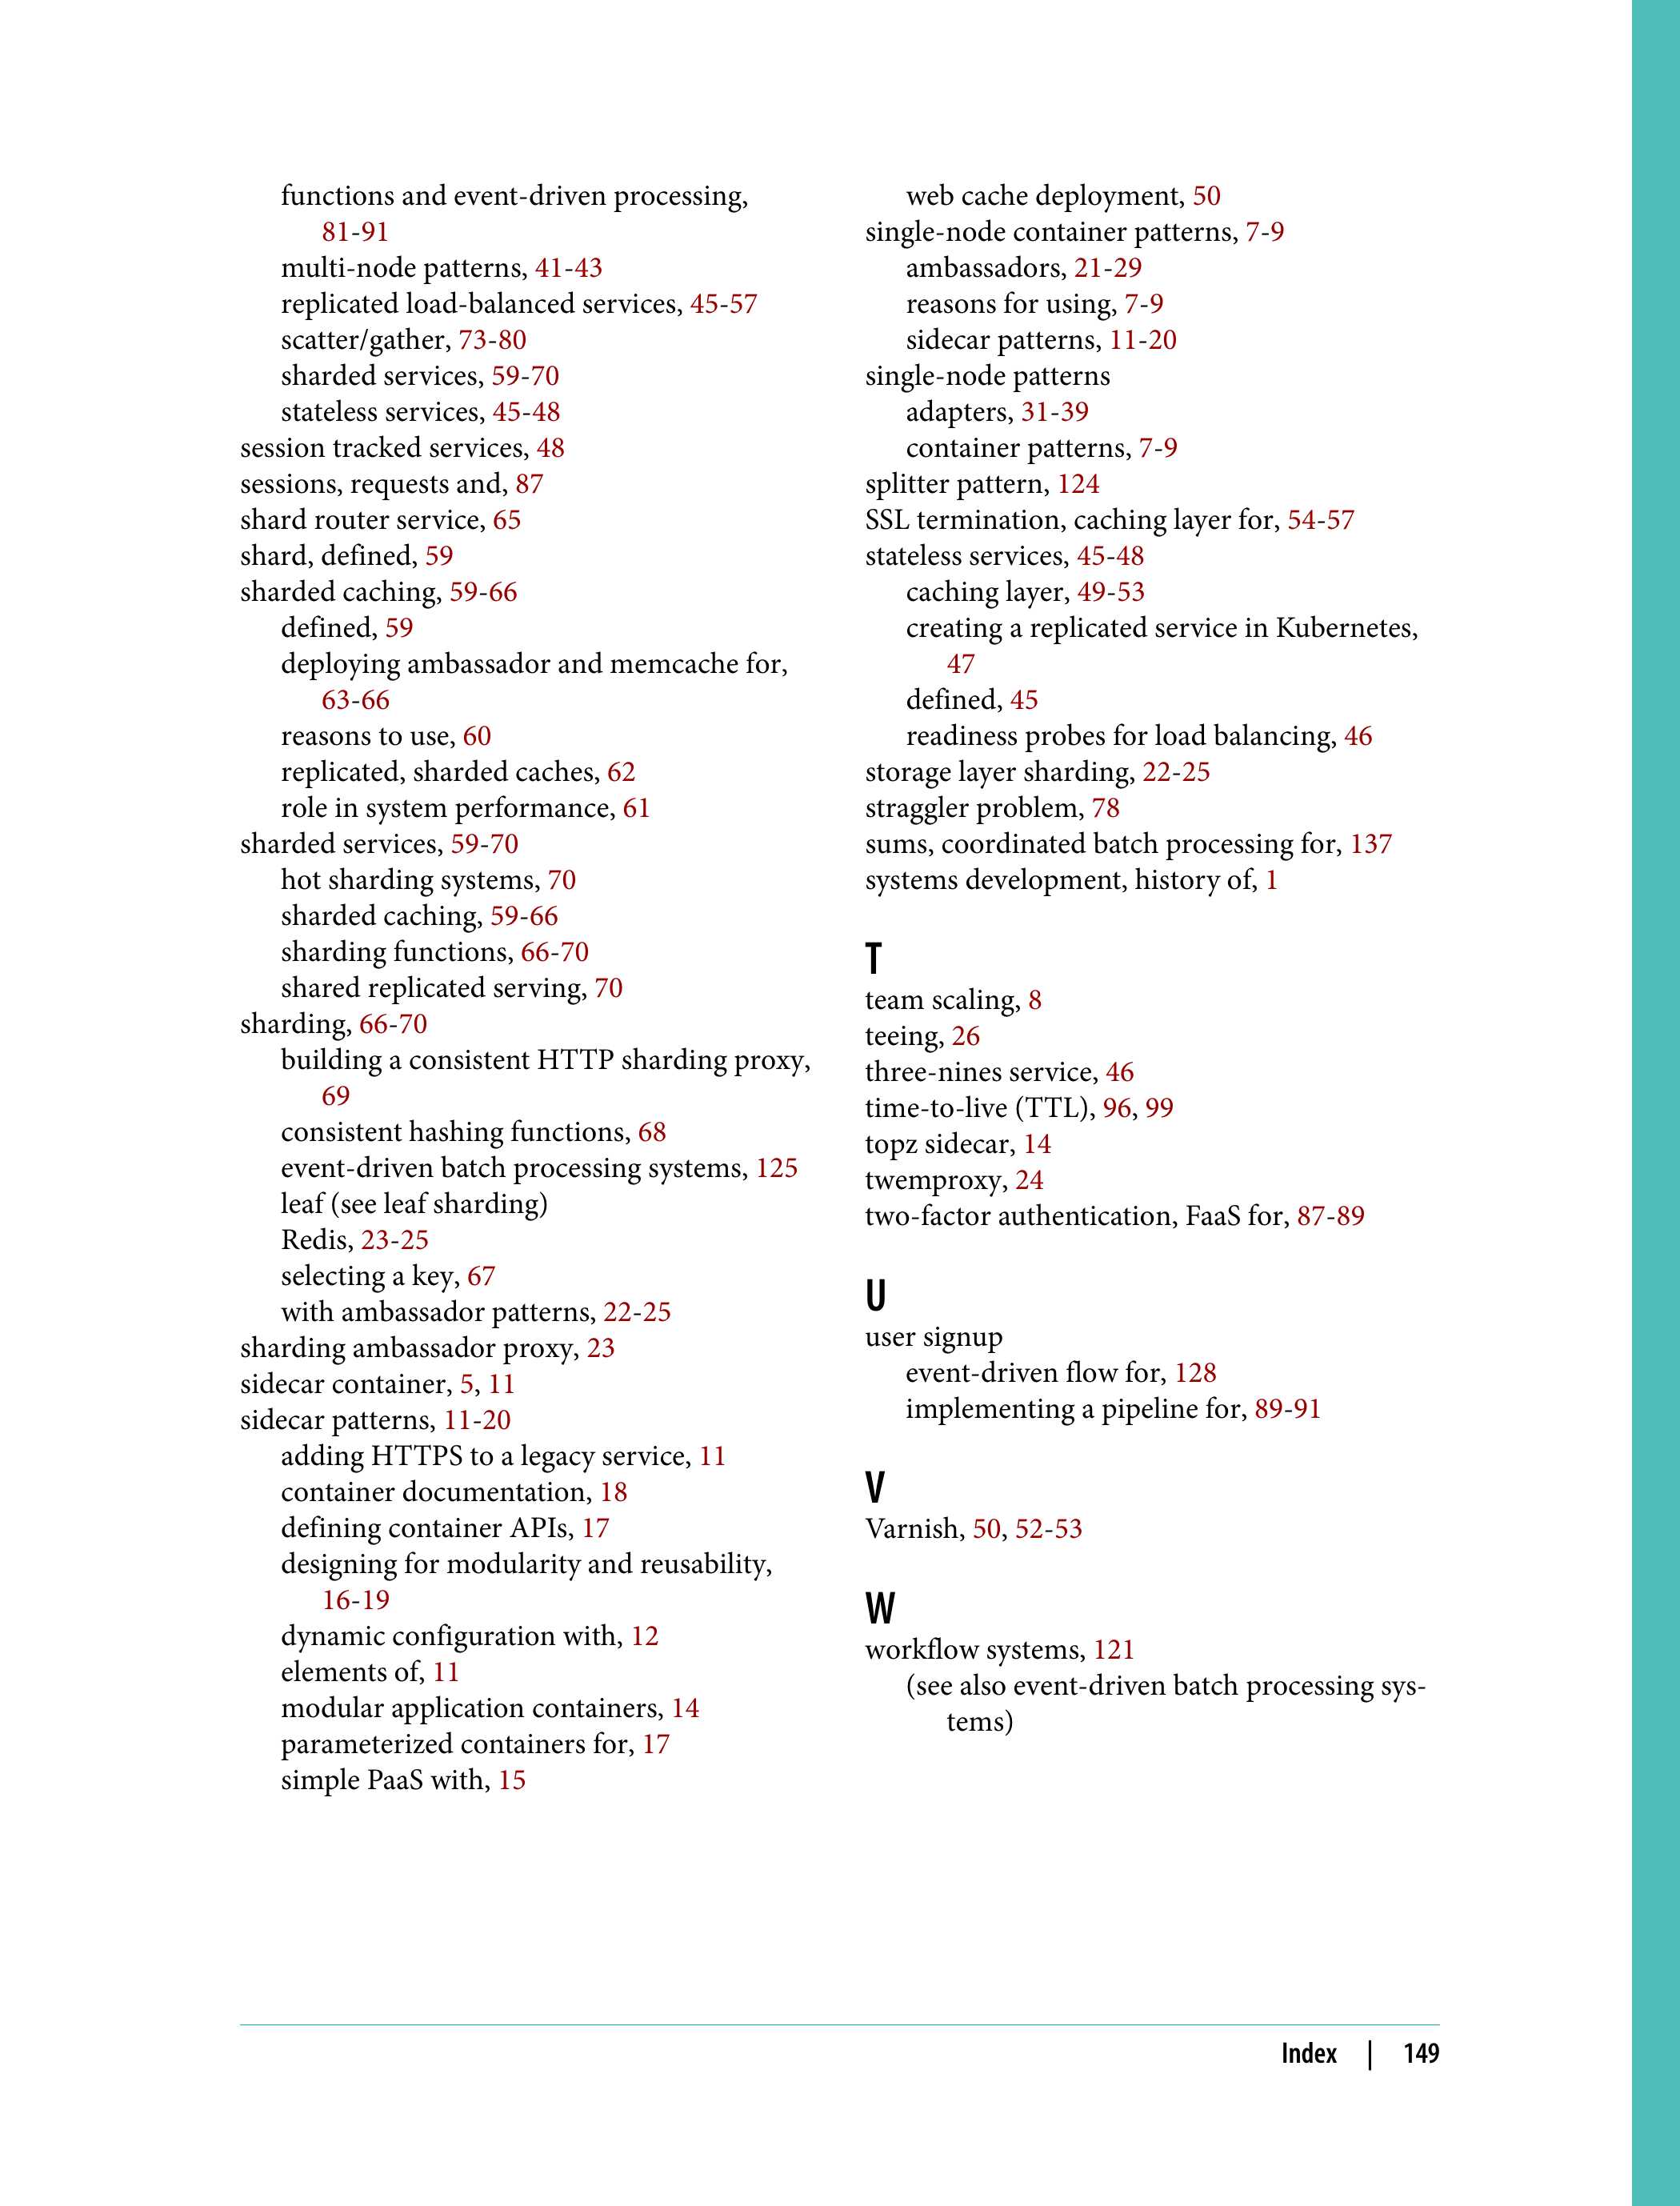 functions and event-driven processing,
81-91
multi-node patterns, 41-43
replicated load-balanced services, 45-57
scatter/gather, 73-80
sharded services, 59-70
stateless services, 45-48
session tracked services, 48
sessions, requests and, 87
shard router service, 65
shard, defined, 59
sharded caching, 59-66
defined, 59
deploying ambassador and memcache for,
63-66
reasons to use, 60
replicated, sharded caches, 62
role in system performance, 61
sharded services, 59-70
hot sharding systems, 70
sharded caching, 59-66
sharding functions, 66-70
shared replicated serving, 70
sharding, 66-70
building a consistent HTTP sharding proxy,
69
consistent hashing functions, 68
event-driven batch processing systems, 125
leaf (see leaf sharding)
Redis, 23-25
selecting a key, 67
with ambassador patterns, 22-25
sharding ambassador proxy, 23
sidecar container, 5, 11
sidecar patterns, 11-20
adding HTTPS to a legacy service, 11
container documentation, 18
defining container APIs, 17
designing for modularity and reusability,
16-19
dynamic configuration with, 12
elements of, 11
modular application containers, 14
parameterized containers for, 17
simple PaaS with, 15
web cache deployment, 50
single-node container patterns, 7-9
ambassadors, 21-29
reasons for using, 7-9
sidecar patterns, 11-20
single-node patterns
adapters, 31-39
container patterns, 7-9
splitter pattern, 124
SSL termination, caching layer for, 54-57
stateless services, 45-48
caching layer, 49-53
creating a replicated service in Kubernetes,
47
defined, 45
readiness probes for load balancing, 46
storage layer sharding, 22-25
straggler problem, 78
sums, coordinated batch processing for, 137
systems development, history of, 1
T
team scaling, 8
teeing, 26
three-nines service, 46
time-to-live (TTL), 96, 99
topz sidecar, 14
twemproxy, 24
two-factor authentication, FaaS for, 87-89
U
user signup
event-driven flow for, 128
implementing a pipeline for, 89-91
V
Varnish, 50, 52-53
W
workflow systems, 121
(see also event-driven batch processing sys-
tems)
Index | 149